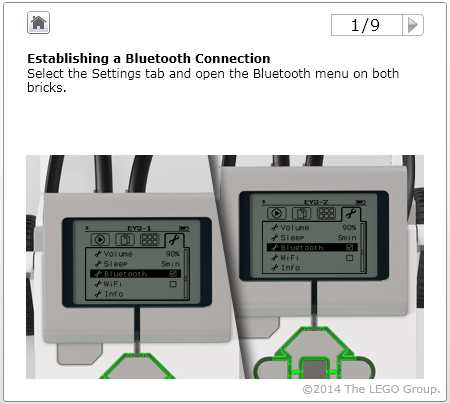 1/9
Establishing a Bluetooth Connection
Select the Settings tab and open the Bluetooth menu on both
bricks.
EV3-1
Volume 90%
Sleep 5min
Bluetooth
WiFi
Info
EV3-2
Volume 90%
Sleep 5min
Bluetooth
WiFi
Info
©2014 The LEGO Group.